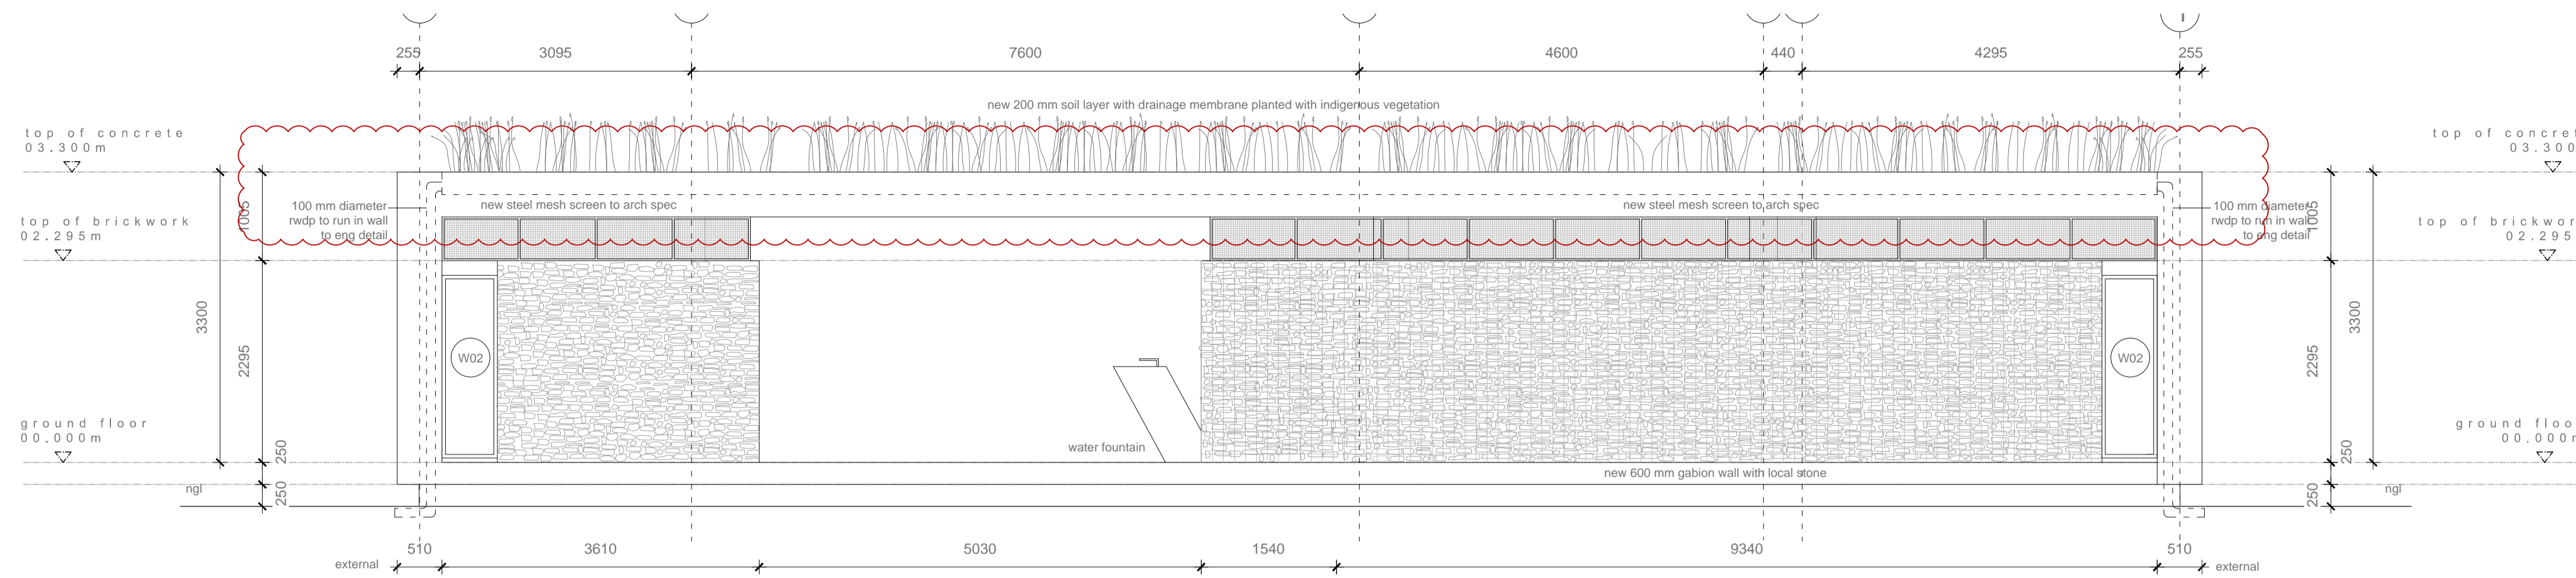 255
3095
7600
4600
440
4295
255
new 200 mm soil layer with drainage membrane planted with indigenous vegetation
top of concrete
03.300m
top of brickwork
02.295m
ground floor
00.000m
ngl
3300
1005
2295
250
250
100 mm diameter
rwdp to run in wall
to eng detail
new steel mesh screen to arch spec
new steel mesh screen to arch spec
W02
water fountain
W02
new 600 mm gabion wall with local stone
100 mm diameter
rwdp to run in wall
to eng detail
1005
2295
250
250
3300
ngl
top of concret
03.300
top of brickwor
02.295
ground floo
00.000
510
3610
5030
1540
9340
510
external
external